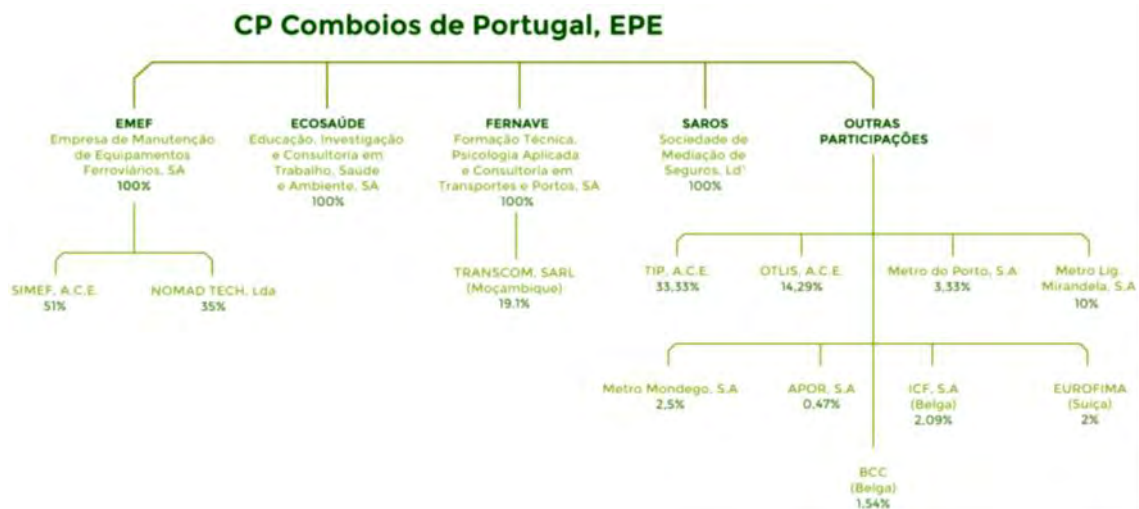 CP Comboios de Portugal, EPE
EMEF
Empresa de Manutenção
de Equipamentos
Ferroviários, SA
100%
ECOSAÚDE
Educação, Investigação
e Consultoria em
Trabalho, Saúde
e Ambiente, SA
100%
FERNAVE
Formação Técnica,
Psicologia Aplicada
e Consultoria em
Transportes e Portos, SA
100%
SAROS
Sociedade de
Mediação de
Seguros, Ldª
100%
OUTRAS
PARTICIPAÇÕES
SIMEF, A.C.E.
51%
NOMAD TECH, Lda
35%
TRANSCOM, SARL
(Moçambique)
19.1%
TIP, A.C.E.
33,33%
OTLIS, A.C.E.
14,29%
Metro do Porto, S.A
3,33%
Metro Lig.
Mirandela, S.A
10%
Metro Mondego, S.A
2,5%
APOR, S.A
0,47%
ICF, S.A
(Belga)
2,09%
EUROFIMA
(Suiça)
2%
BCC
(Belga)
1,54%